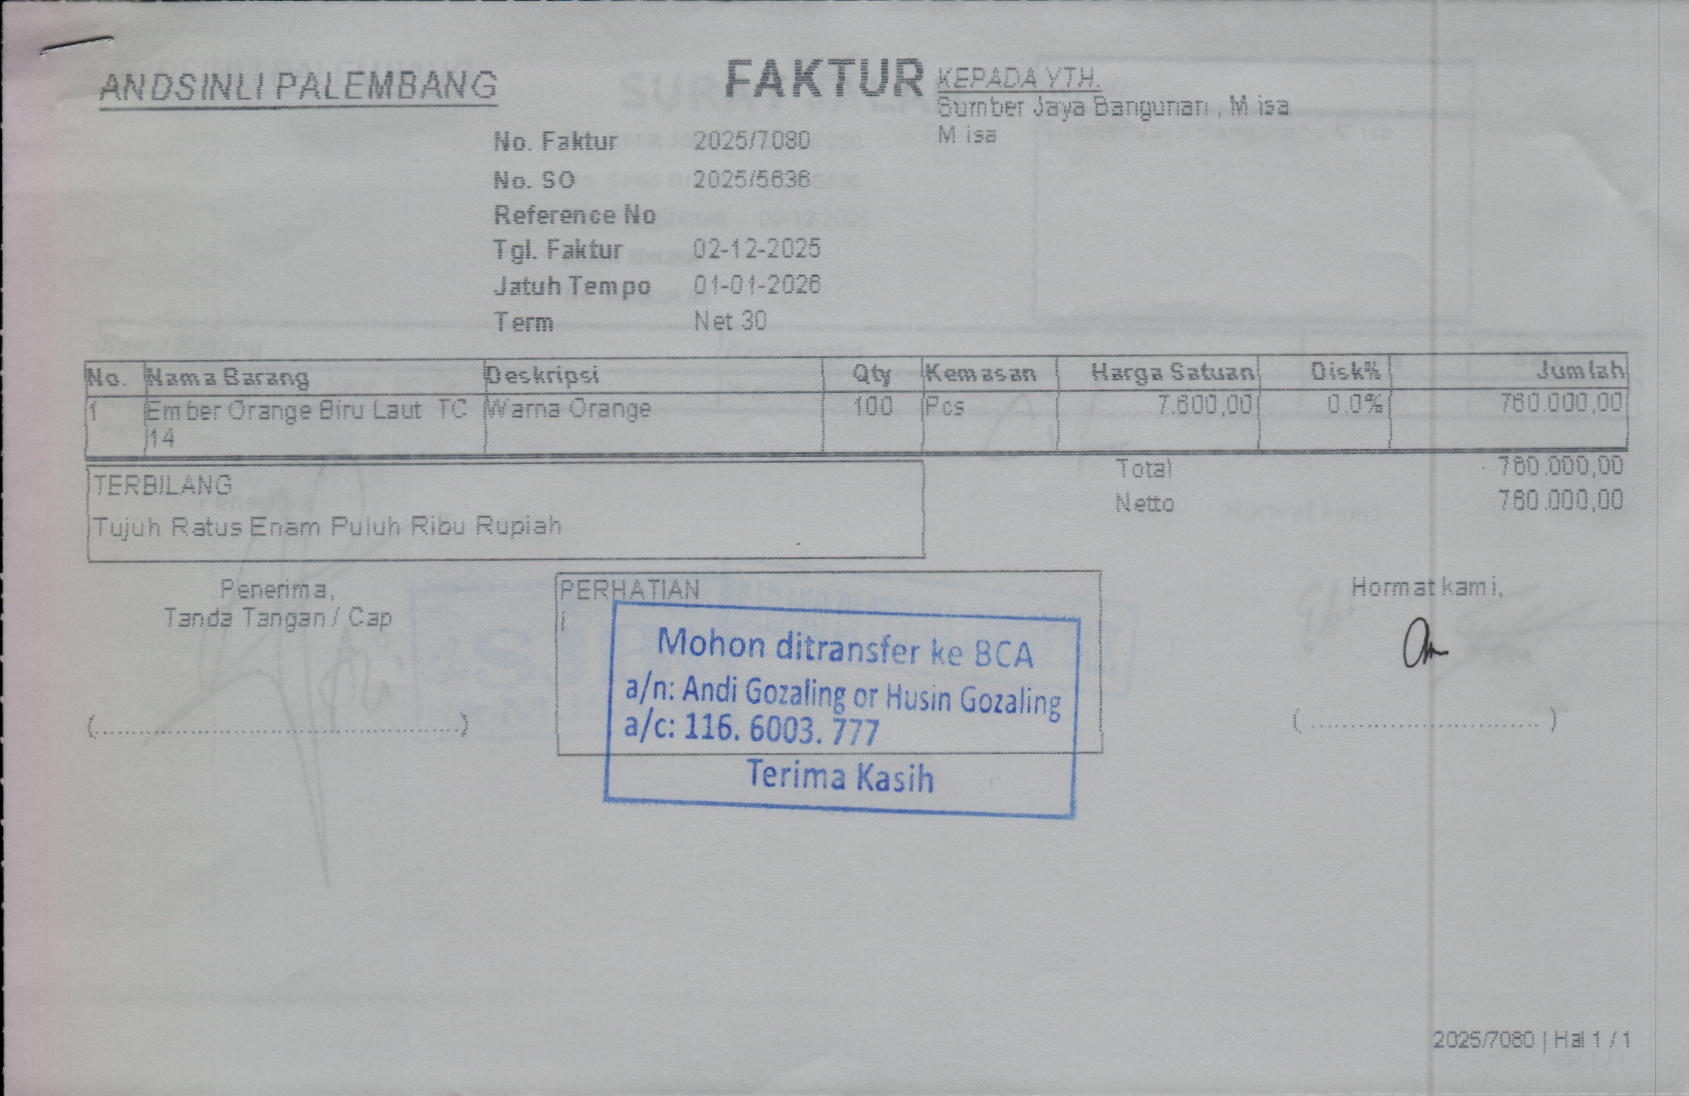 ANDSINLI PALEMBANG
FAKTUR
KEPADA YTH.
Sumber Jaya Bangunan , M isa
M isa
No. Faktur 2025/7080
No. SO 2025/5636
Reference No
Tgl. Faktur 02-12-2025
Jatuh Tempo 01-01-2026
Term Net 30
No. Nama Barang Deskripsi Qty Kemasan Harga Satuan Disk% Jumlah
1 Ember Orange Biru Laut TC Warna Orange 100 Pcs 7.600,00 0.0% 760.000,00
14
Total 760.000,00
Netto 760.000,00
TERBILANG
Tujuh Ratus Enam Puluh Ribu Rupiah
Penerima,
Tanda Tangan / Cap
(........................................)
PERHATIAN
i
Mohon ditransfer ke BCA
a/n: Andi Gozaling or Husin Gozaling
a/c: 116. 6003. 777
Terima Kasih
Hormat kami,
(............................)
2025/7080 | Hal 1 / 1